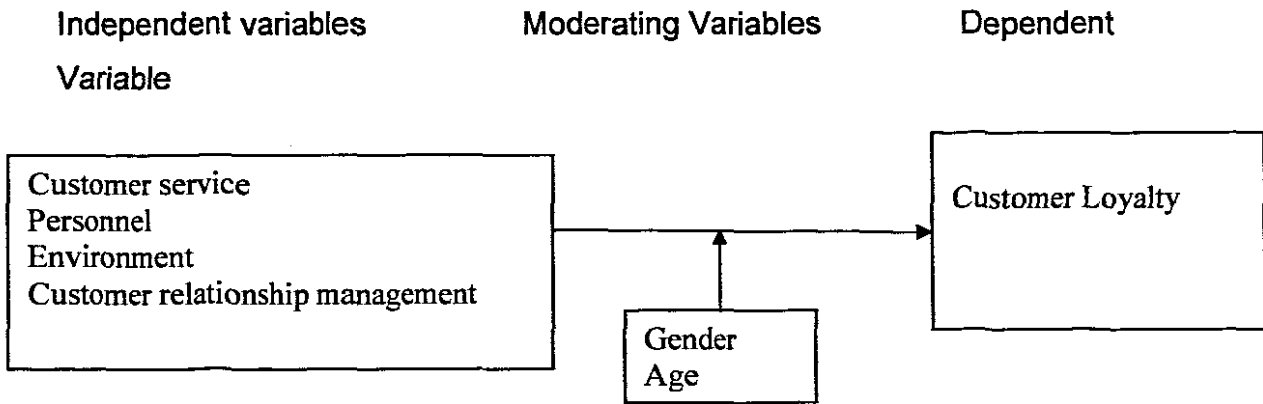 Independent variables Moderating Variables Dependent
Variable
Customer service
Personnel
Environment
Customer relationship management
Customer Loyalty
Gender
Age